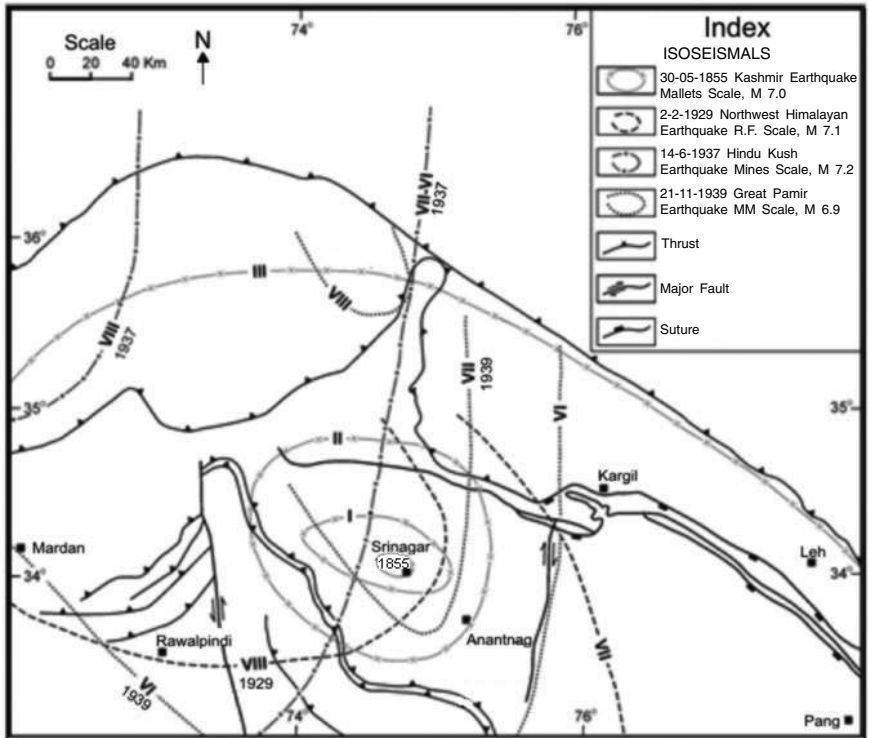 74°
76°
Scale
0 20 40 Km
N
Index
ISOSEISMALS
30-05-1855 Kashmir Earthquake
Mallets Scale, M 7.0
2-2-1929 Northwest Himalayan
Earthquake R.F. Scale, M 7.1
14-6-1937 Hindu Kush
Earthquake Mines Scale, M 7.2
21-11-1939 Great Pamir
Earthquake MM Scale, M 6.9
Thrust
Major Fault
Suture
VII-VI
1937
36°
III
VIII
VIII
1937
VII
1939
VI
35°
35°
II
Kargil
I
Mardan
Srinagar
1855
Leh
34°
34°
Rawalpindi
Anantnag
VIII
1929
VII
VI
1939
74°
76°
Pang